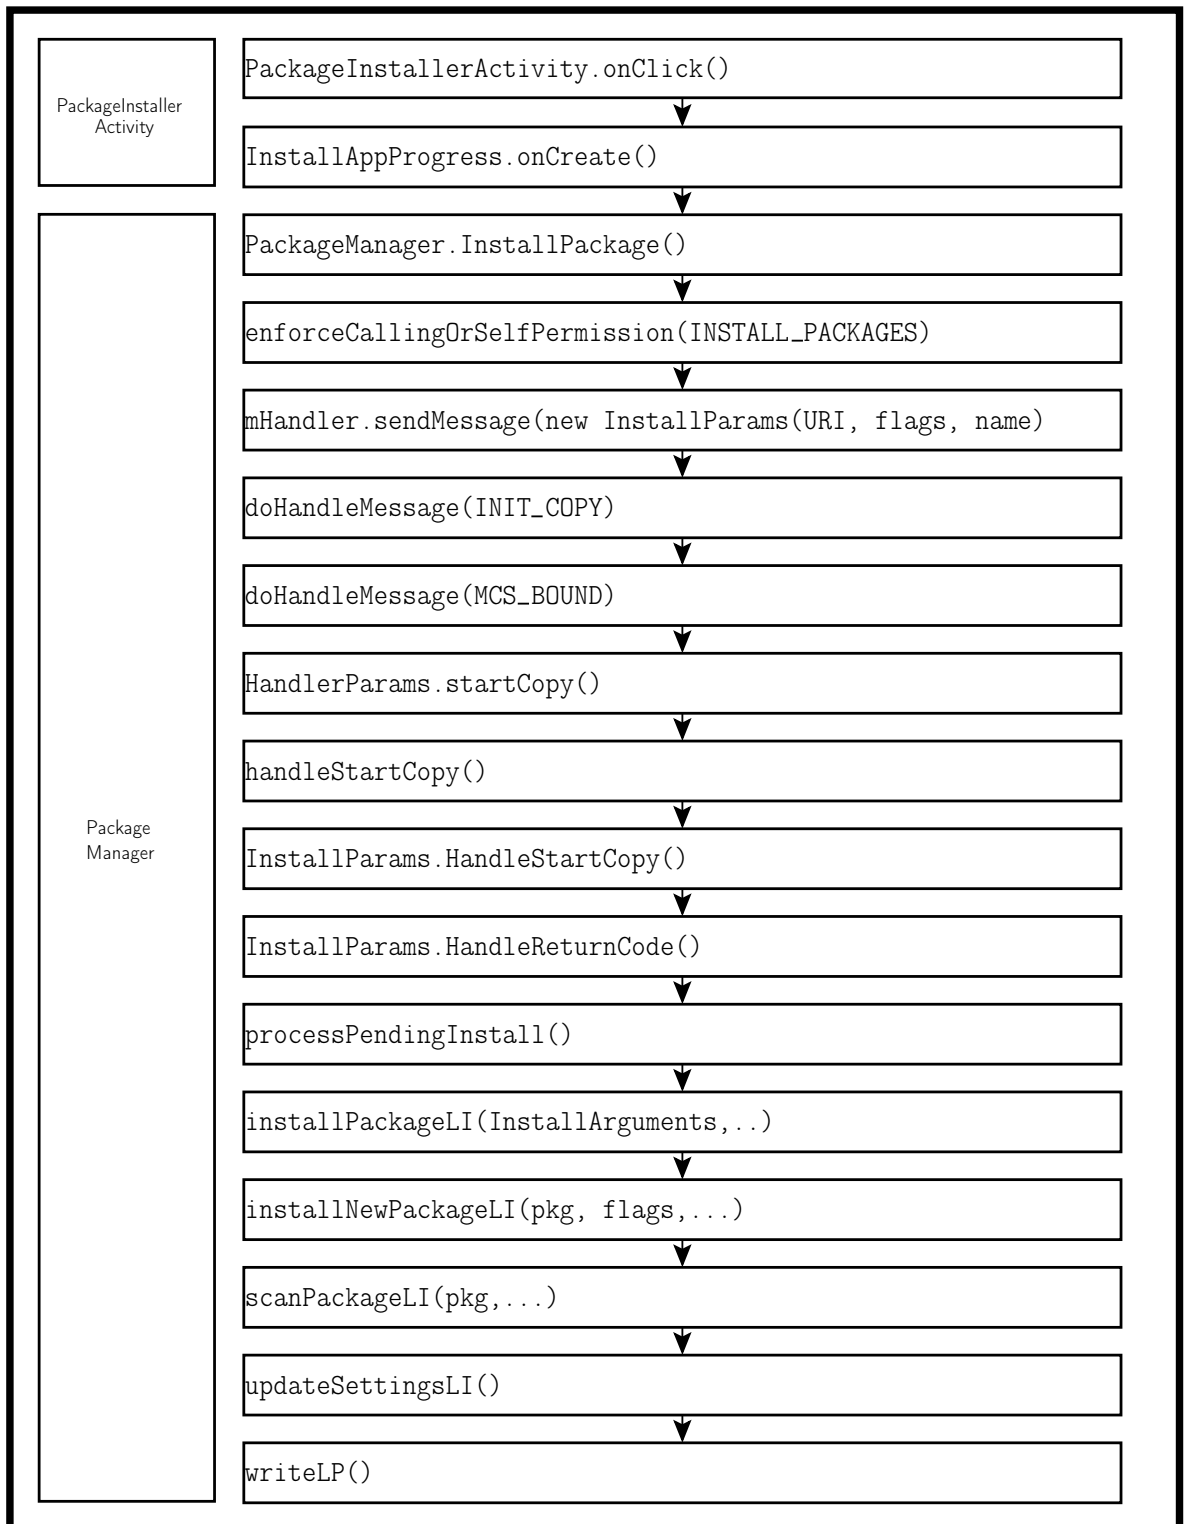 PackageInstaller
Activity
PackageInstallerActivity.onClick()
InstallAppProgress.onCreate()
Package
Manager
PackageManager.InstallPackage()
enforceCallingOrSelfPermission(INSTALL_PACKAGES)
mHandler.sendMessage(new InstallParams(URI, flags, name)
doHandleMessage(INIT_COPY)
doHandleMessage(MCS_BOUND)
HandlerParams.startCopy()
handleStartCopy()
InstallParams.HandleStartCopy()
InstallParams.HandleReturnCode()
processPendingInstall()
installPackageLI(InstallArguments,..)
installNewPackageLI(pkg, flags,...)
scanPackageLI(pkg,...)
updateSettingsLI()
writeLP()